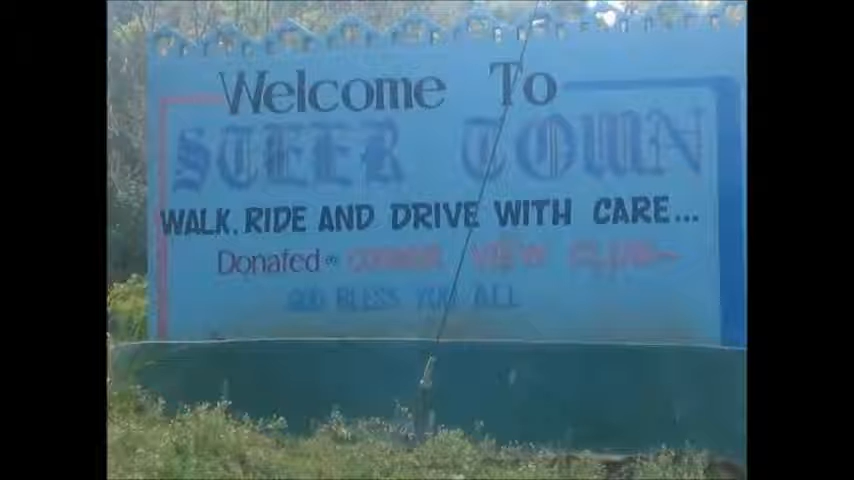 Welcome To
STEER TOWN
WALK, RIDE AND DRIVE WITH CARE...
Donated
GOD BLESS YOU ALL